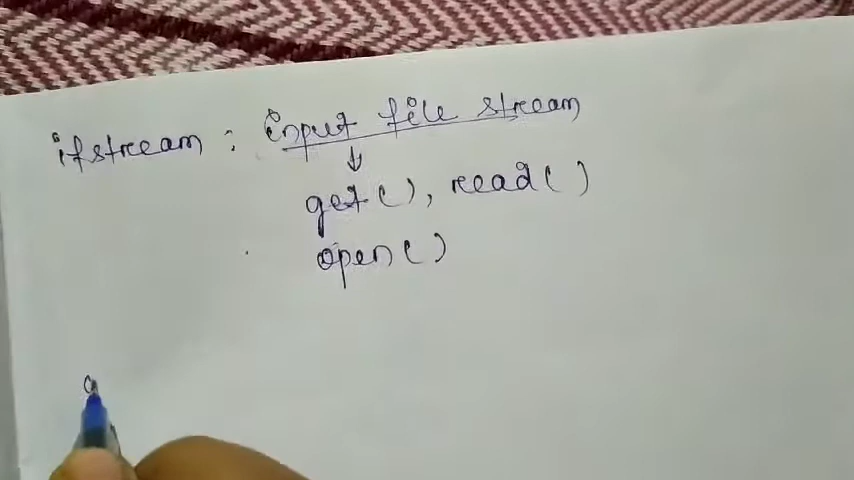 ifstream : input file stream
↓
get(), read()
open()